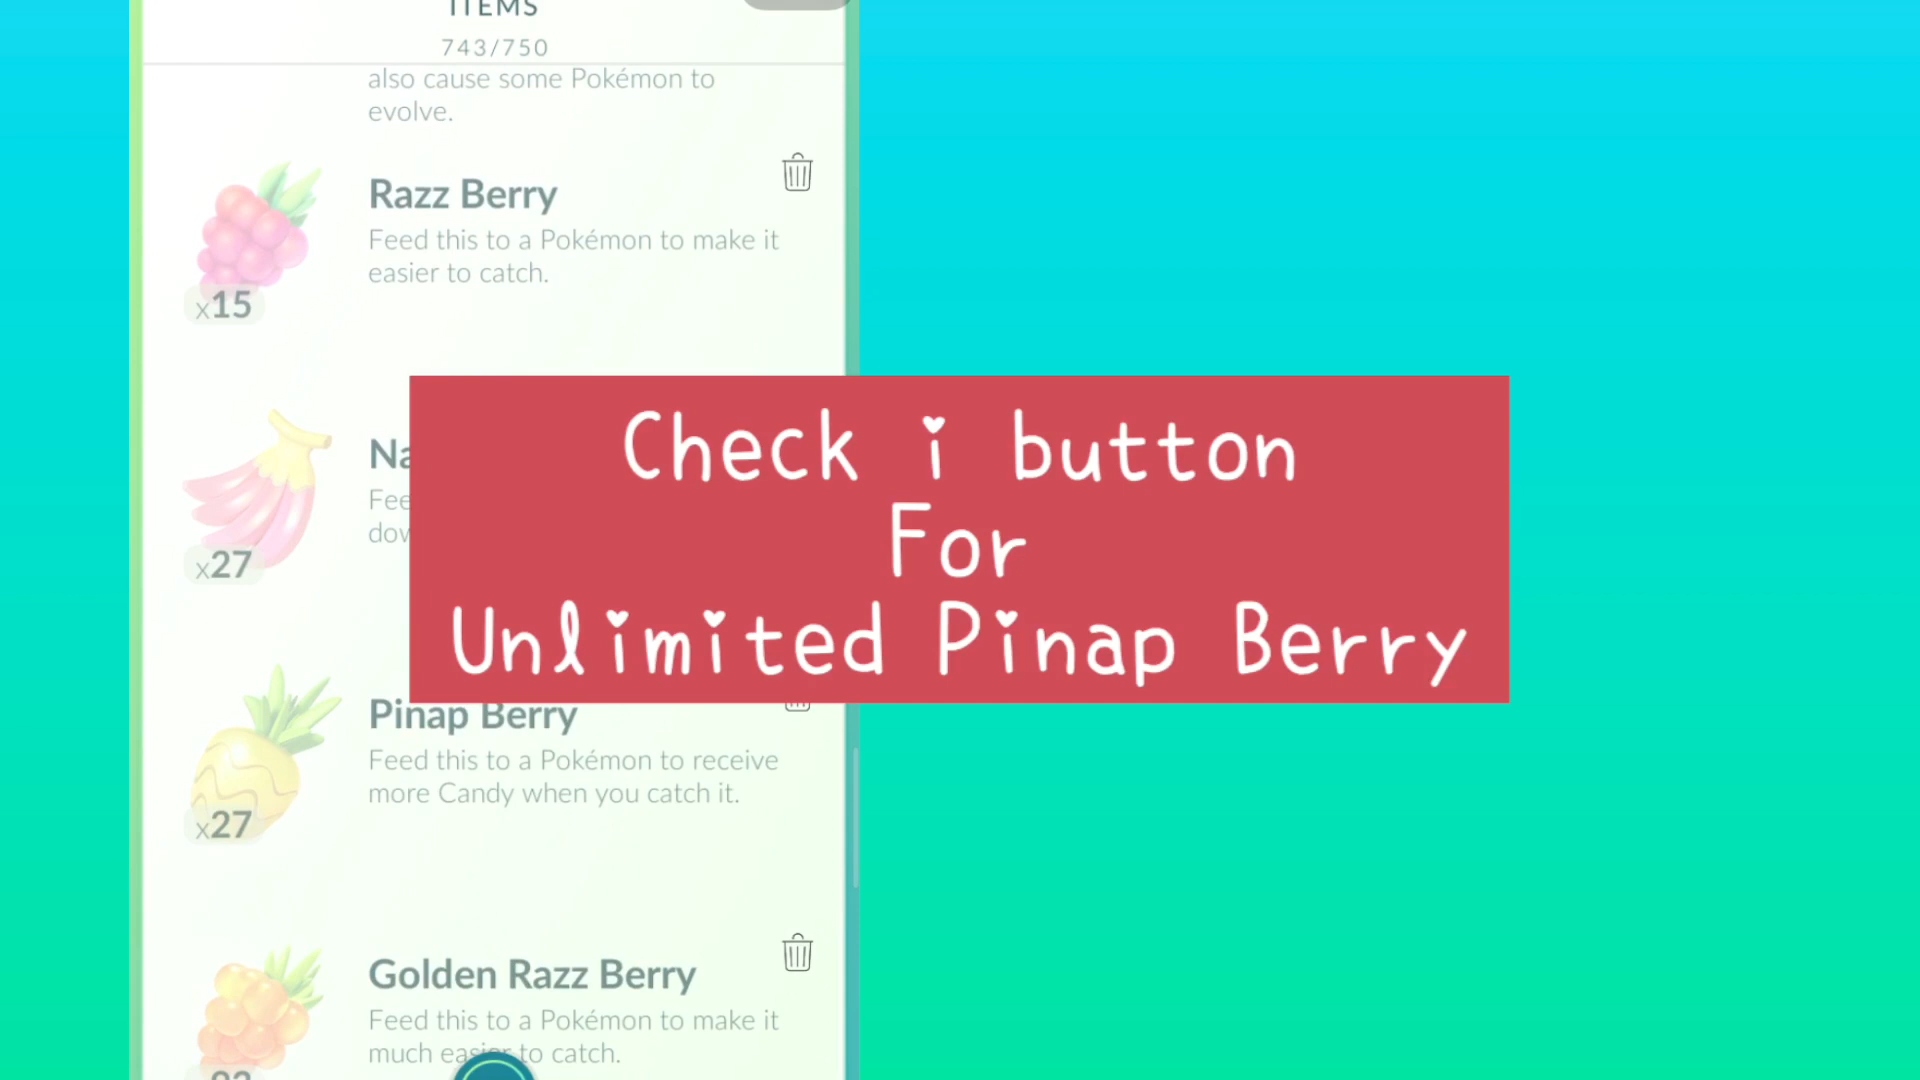 ITEMS
743/750
also cause some Pokémon to
evolve.
Razz Berry
Feed this to a Pokémon to make it
easier to catch.
x15
Check i button
For
Unlimited Pinap Berry
x27
Pinap Berry
Feed this to a Pokémon to receive
more Candy when you catch it.
x27
Golden Razz Berry
Feed this to a Pokémon to make it
much easier to catch.